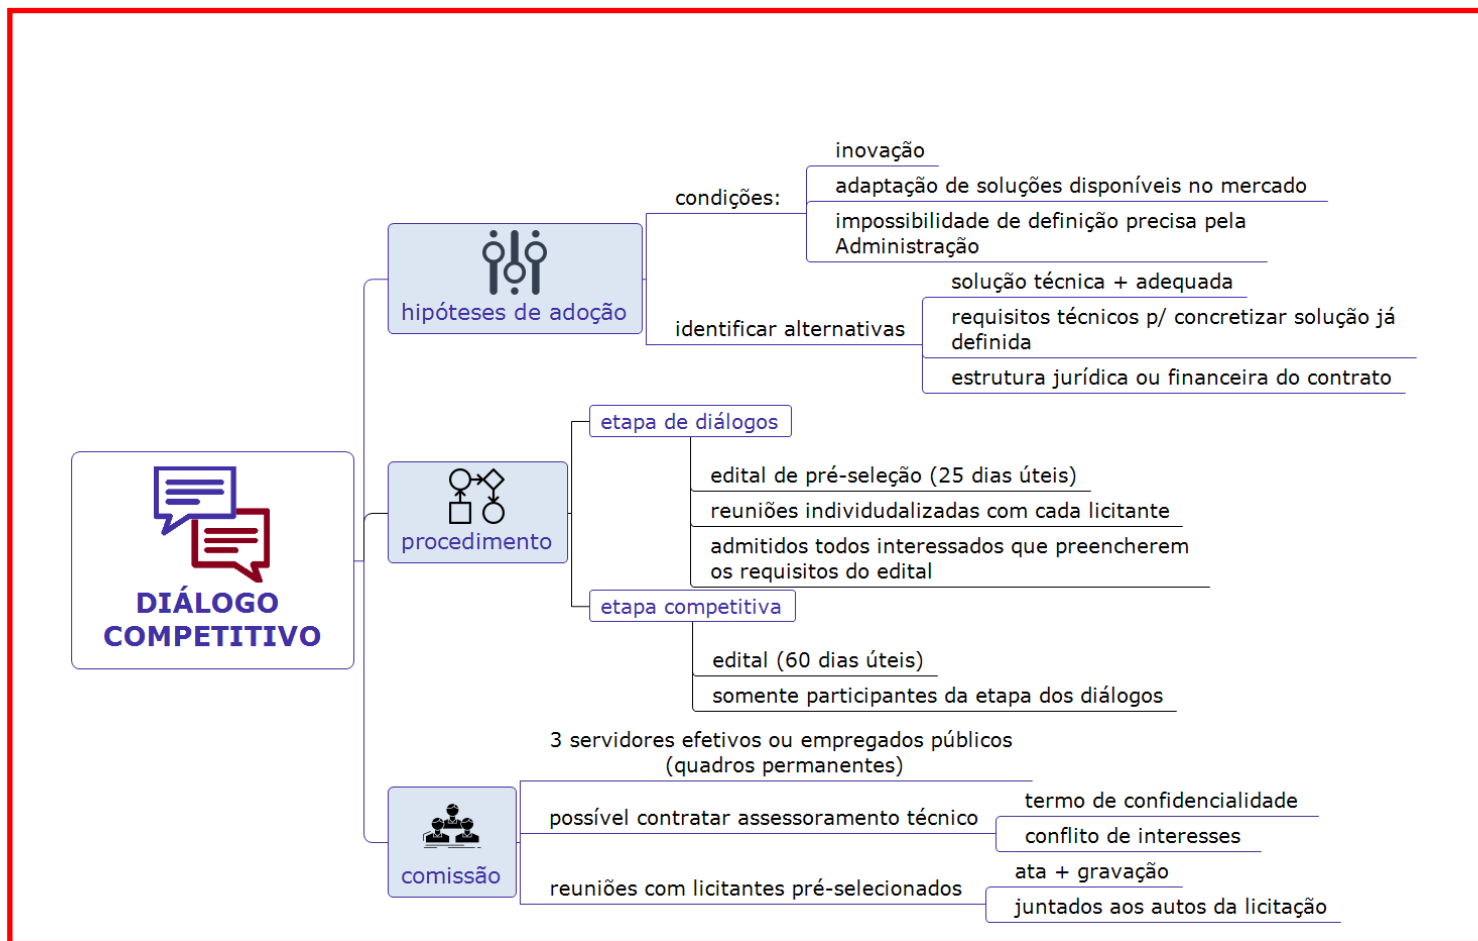 DIÁLOGO
COMPETITIVO
hipóteses de adoção
condições:
inovação
adaptação de soluções disponíveis no mercado
impossibilidade de definição precisa pela
Administração
identificar alternativas
solução técnica + adequada
requisitos técnicos p/ concretizar solução já
definida
estrutura jurídica ou financeira do contrato
procedimento
etapa de diálogos
edital de pré-seleção (25 dias úteis)
reuniões individudalizadas com cada licitante
admitidos todos interessados que preencherem
os requisitos do edital
etapa competitiva
edital (60 dias úteis)
somente participantes da etapa dos diálogos
comissão
3 servidores efetivos ou empregados públicos
(quadros permanentes)
possível contratar assessoramento técnico
termo de confidencialidade
conflito de interesses
reuniões com licitantes pré-selecionados
ata + gravação
juntados aos autos da licitação